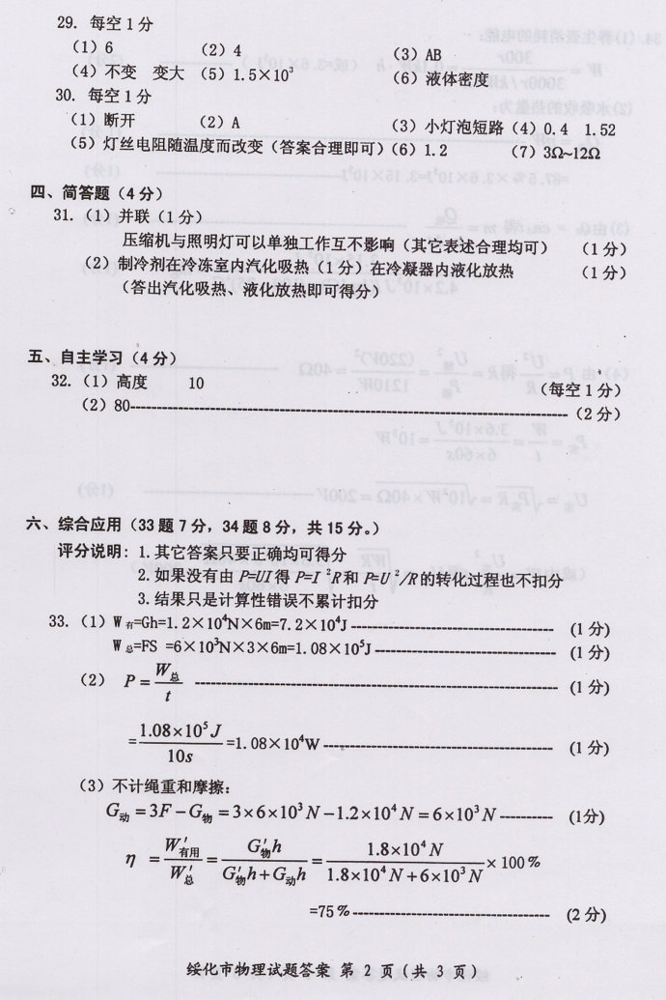 29. 每空1分
（1）6 （2）4 （3）AB
（4）不变 变大 （5）1.5×10³ （6）液体密度
30. 每空1分
（1）断开 （2）A （3）小灯泡短路（4）0.4 1.52
（5）灯丝电阻随温度而改变（答案合理即可）（6）1.2 （7）3Ω~12Ω
四、简答题（4分）
31.（1）并联（1分）
压缩机与照明灯可以单独工作互不影响（其它表述合理均可） （1分）
（2）制冷剂在冷冻室内汽化吸热（1分）在冷凝器内液化放热 （1分）
（答出汽化吸热、液化放热即可得分）
五、自主学习（4分）
32.（1）高度 10 （每空1分）
（2）80------------------------------（2分）
六、综合应用（33题7分，34题8分，共15分。）
评分说明：1.其它答案只要正确均可得分
2.如果没有由P=UI得P=I²R和P=U²/R的转化过程也不扣分
3.结果只是计算性错误不累计扣分
33.（1）W有=Gh=1.2×10⁴N×6m=7.2×10⁴J------------------------------（1分）
W总=FS =6×10³N×3×6m=1.08×10⁵J------------------------------（1分）
（2） P=W总/t ------------------------------（1分）
=1.08×10⁵J/10s=1.08×10⁴W------------------------------（1分）
（3）不计绳重和摩擦：
G动=3F－G物=3×6×10³N－1.2×10⁴N=6×10³N---------- （1分）
η =W′有用/W′总=G′物h/(G′物h+G动h)=1.8×10⁴N/(1.8×10⁴N+6×10³N)×100%
=75%------------------------------（2分）
绥化市物理试题答案 第 2 页（共 3 页）